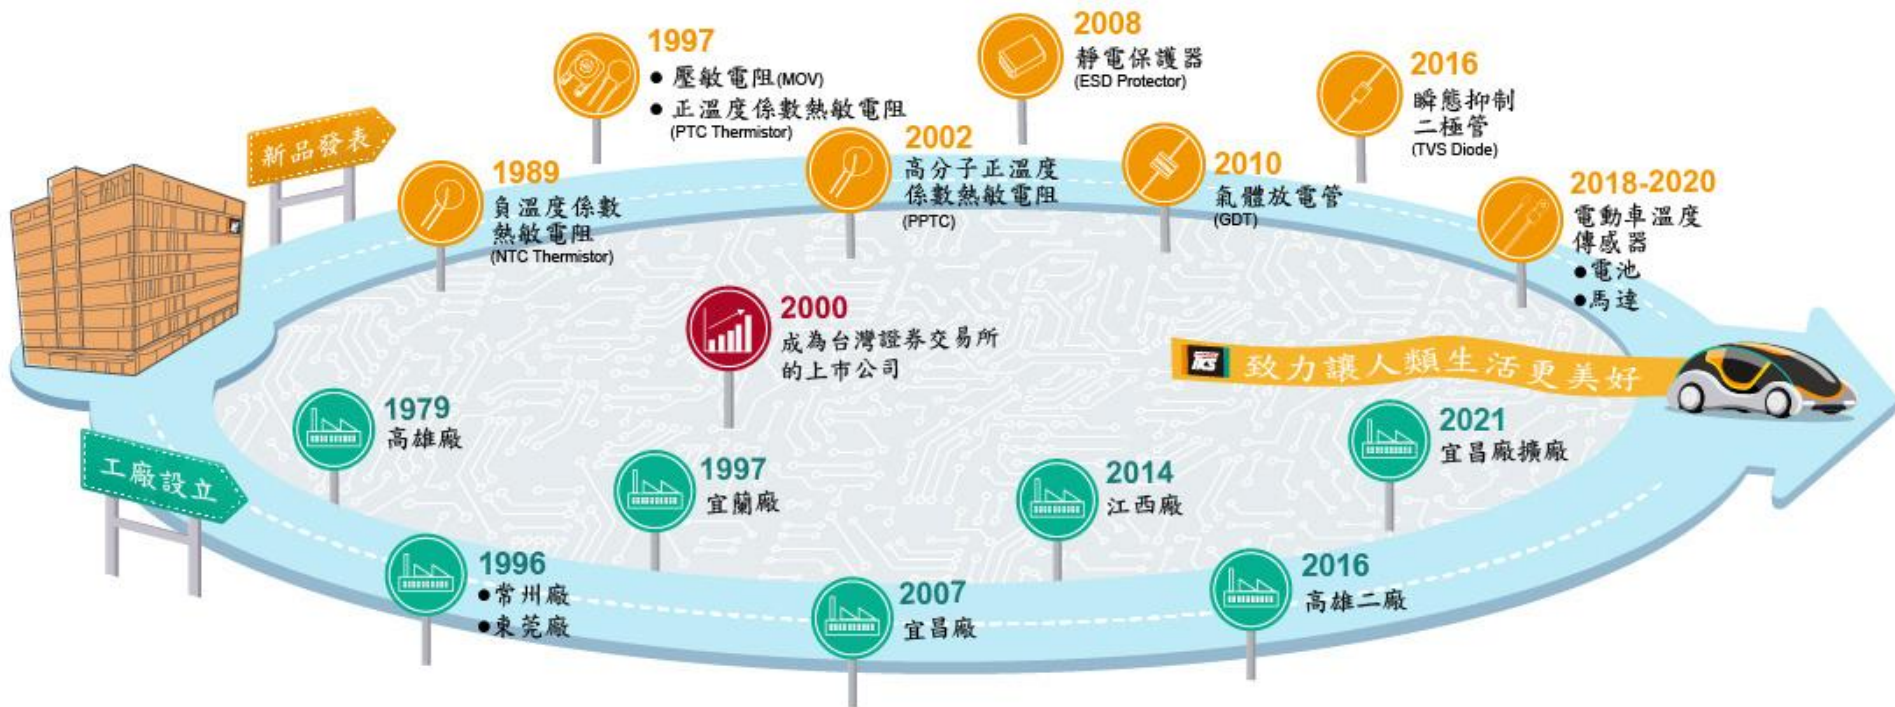 新品發表
1989
負溫度係數
熱敏電阻
(NTC Thermistor)
1997
● 壓敏電阻(MOV)
● 正溫度係數熱敏電阻
(PTC Thermistor)
2002
高分子正溫度
係數熱敏電阻
(PPTC)
2008
靜電保護器
(ESD Protector)
2010
氣體放電管
(GDT)
2016
瞬態抑制
二極管
(TVS Diode)
2018-2020
電動車溫度
傳感器
●電池
●馬達
2000
成為台灣證券交易所
的上市公司
TKS 致力讓人類生活更美好
工廠設立
1979
高雄廠
1996
●常州廠
●東莞廠
1997
宜蘭廠
2007
宜昌廠
2014
江西廠
2016
高雄二廠
2021
宜昌廠擴廠